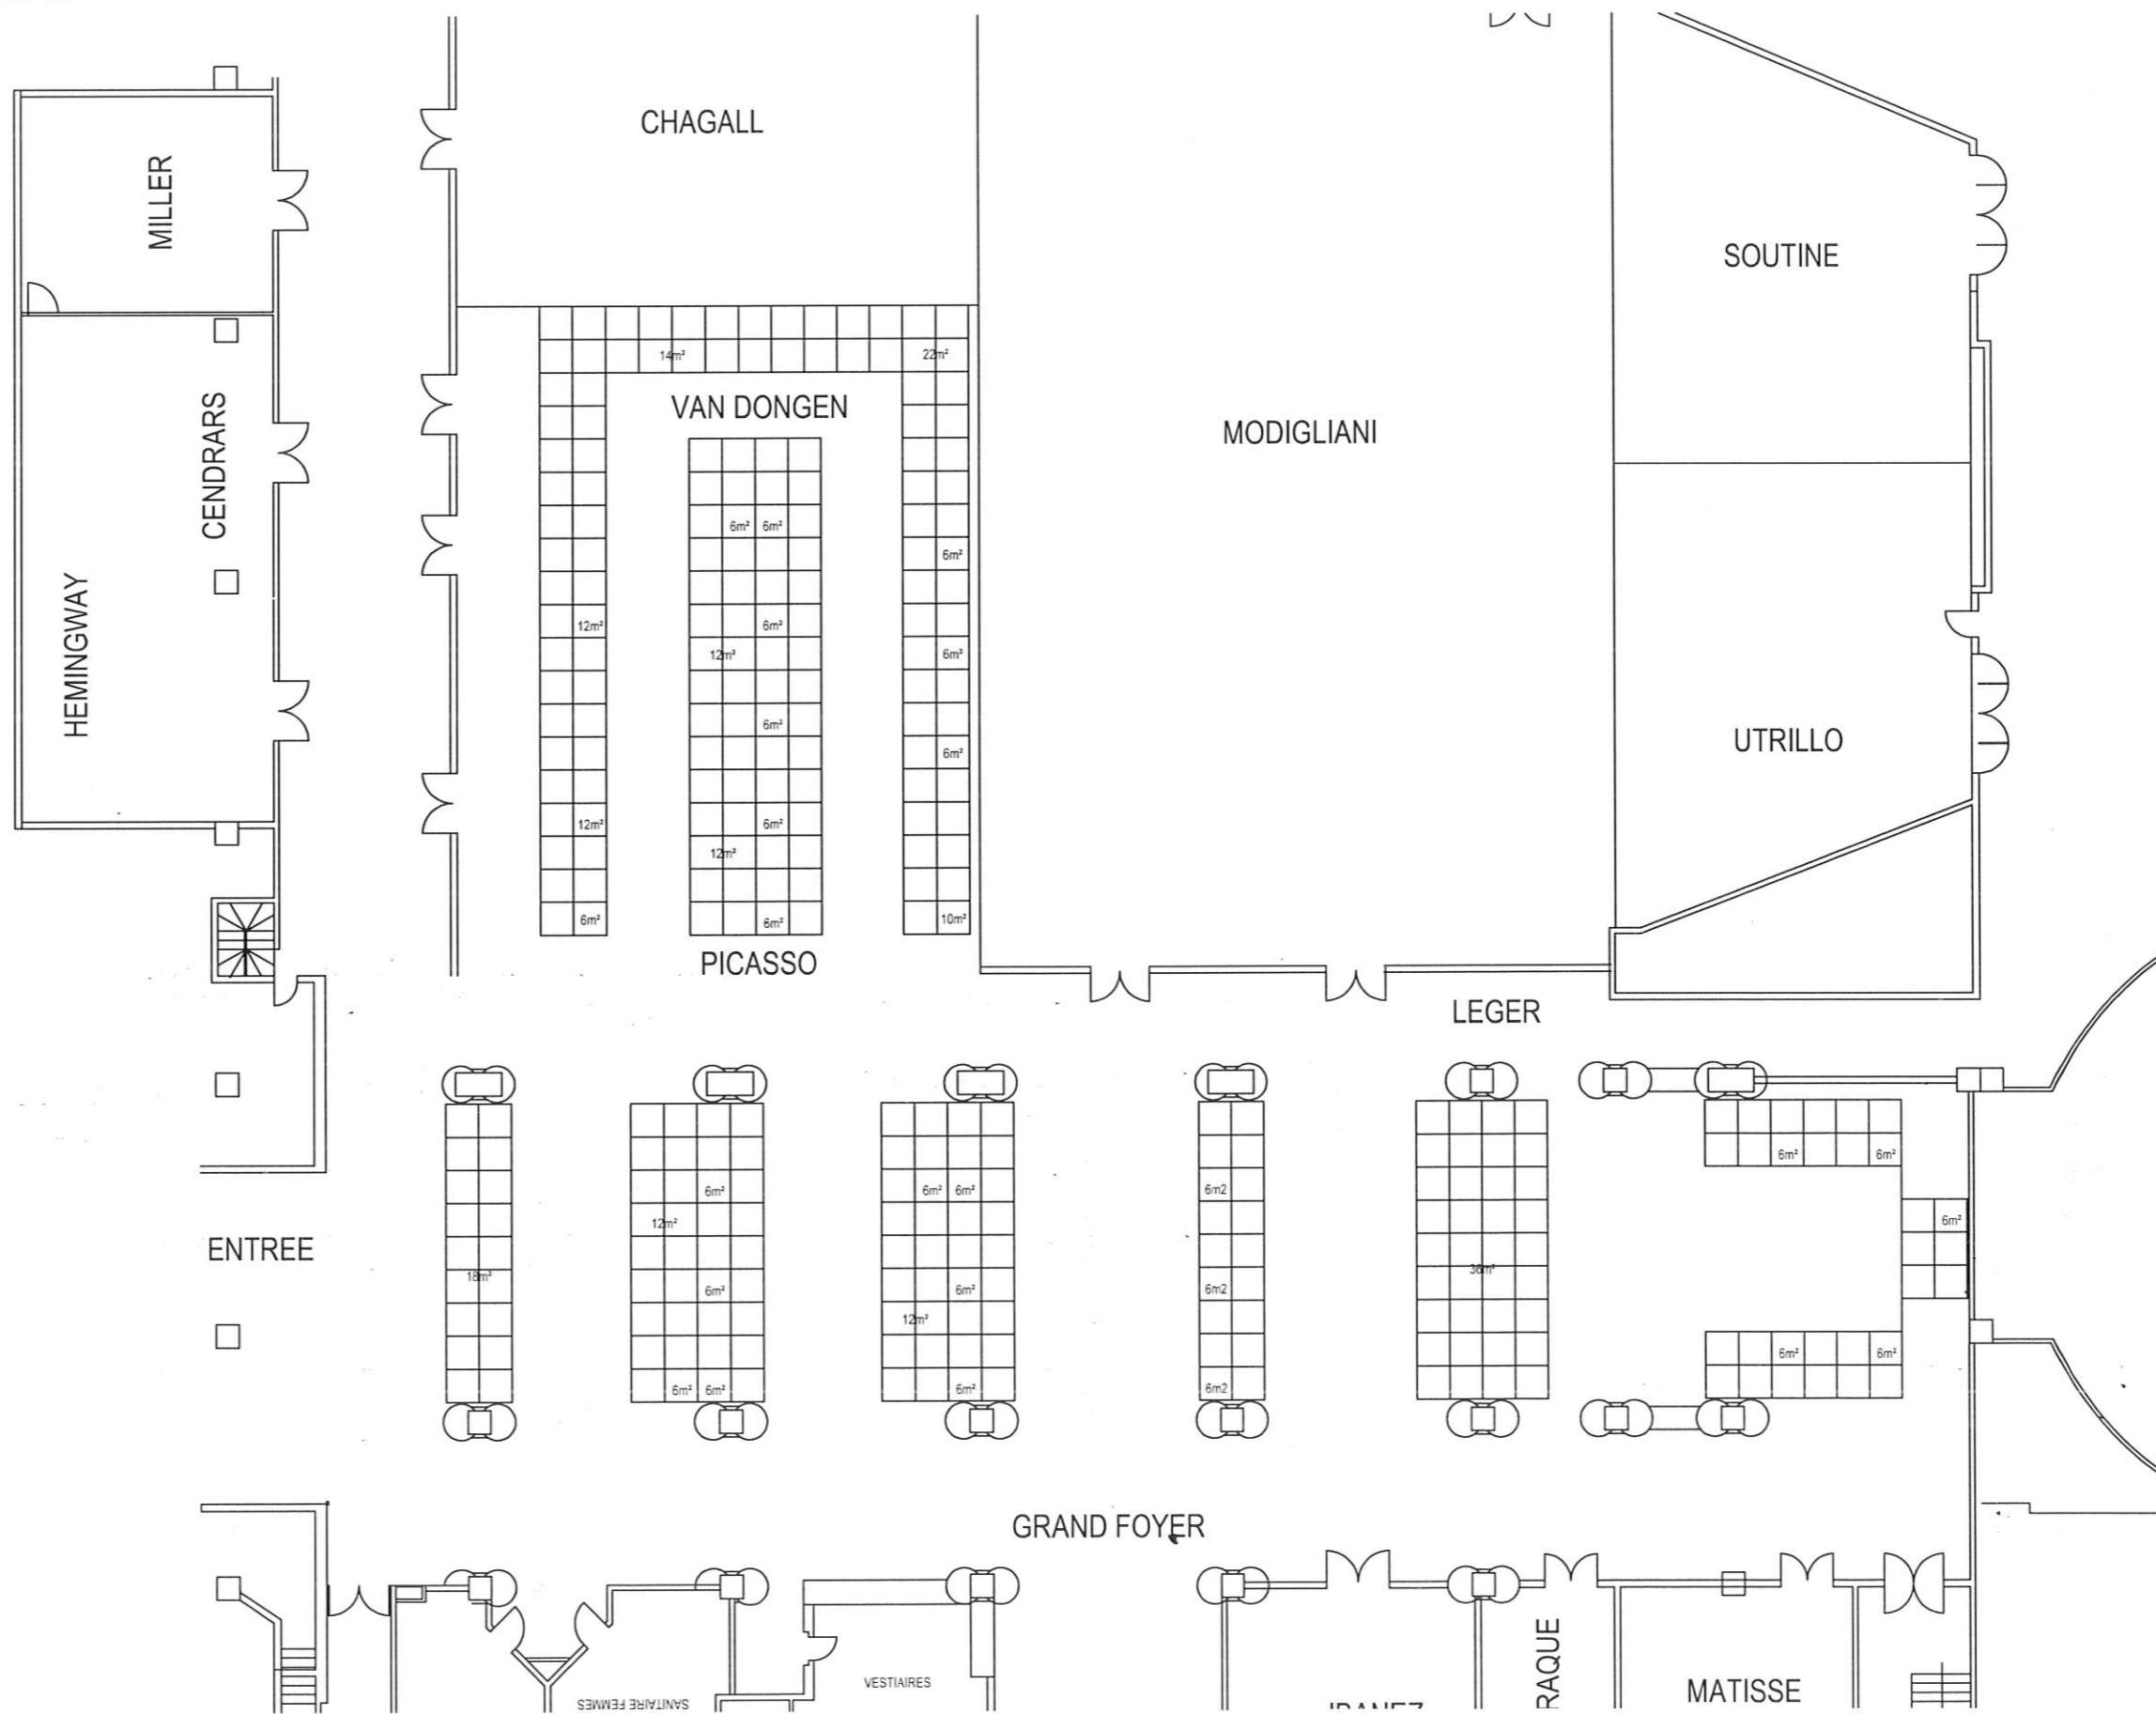 CHAGALL
MILLER
SOUTINE
14m²
22m²
CENDRARS
VAN DONGEN
MODIGLIANI
6m² 6m²
6m²
HEMINGWAY
12m²
6m²
12m²
6m²
6m²
6m²
UTRILLO
12m²
6m²
12m²
6m²
6m²
10m²
PICASSO
LEGER
6m²
6m²
6m²
6m² 6m²
6m2
12m²
6m²
ENTREE
18m²
36m²
6m²
6m²
6m2
12m²
6m²
6m²
6m² 6m²
6m²
6m2
GRAND FOYER
RAQUE
VESTIAIRES
MATISSE
SANITAIRE FEMMES